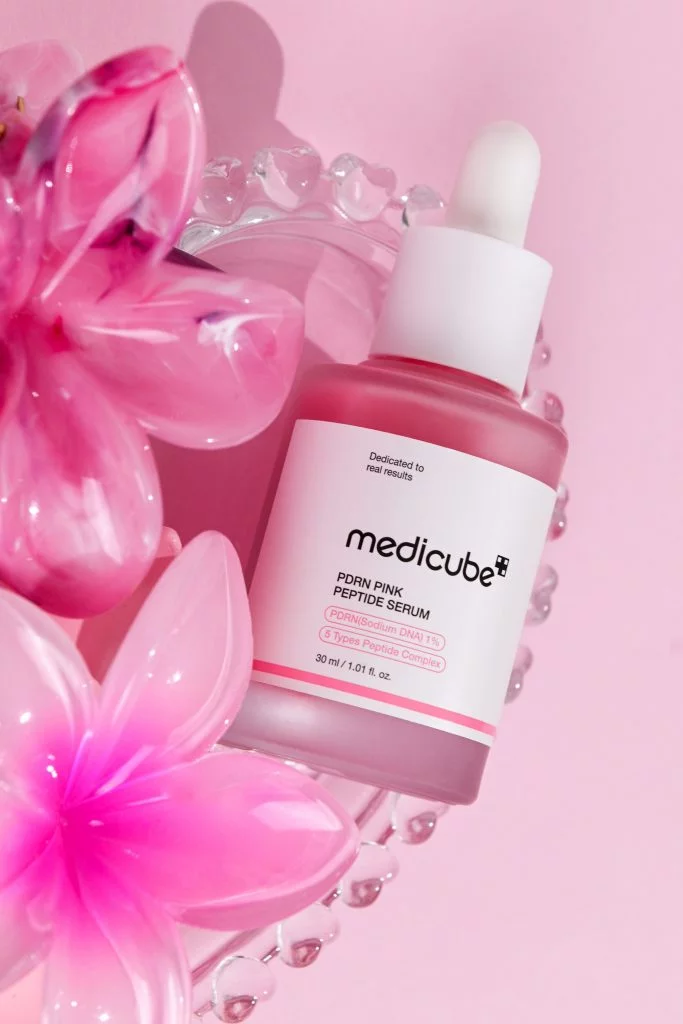 Dedicated to
real results
medicube
PDRN PINK
PEPTIDE SERUM
PDRN(Sodium DNA) 1%
5 Types Peptide Complex
30 ml / 1.01 fl. oz.